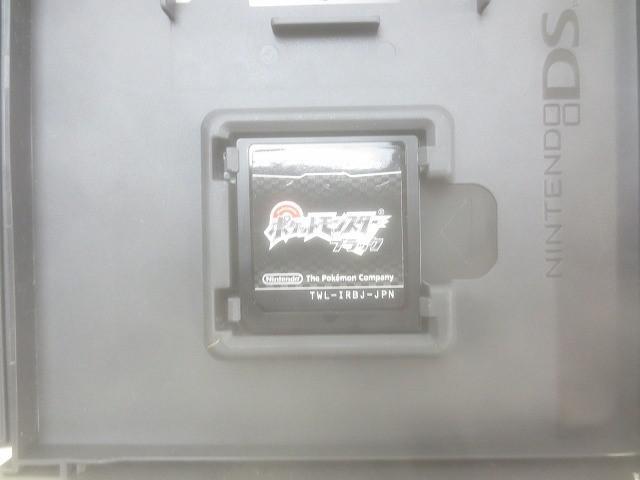 ポケットモンスター®
ブラック
Nintendo The Pokémon Company
TWL-IRBJ-JPN
NINTENDO DS